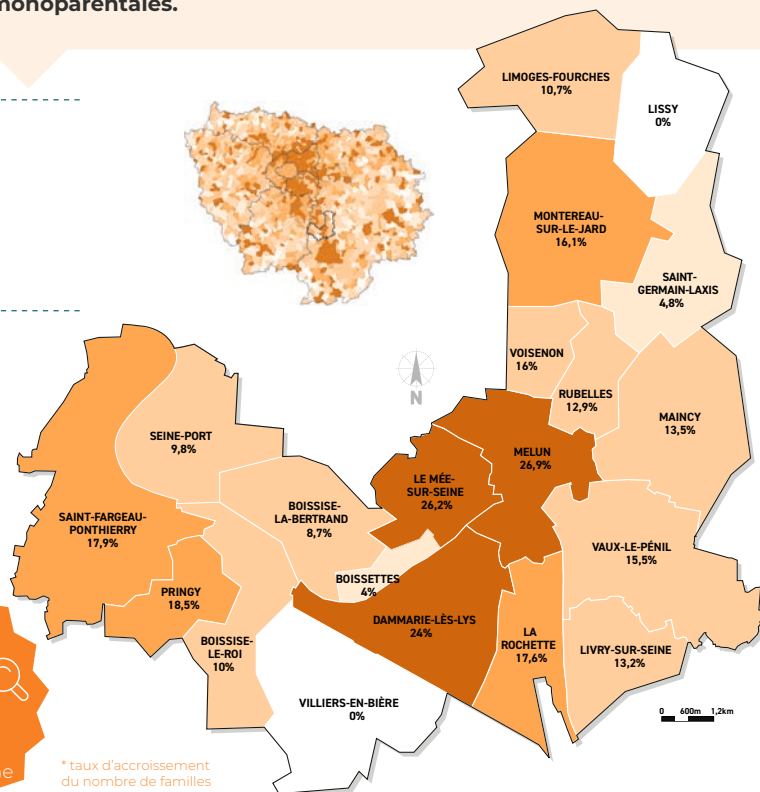 monoparentales.
LIMOGES-FOURCHES
10,7%
LISSY
0%
MONTEREAU-
SUR-LE-JARD
16,1%
SAINT-
GERMAIN-LAXIS
4,8%
VOISENON
16%
RUBELLES
12,9%
MAINCY
13,5%
N
SEINE-PORT
9,8%
MELUN
26,9%
LE MÉE-
SUR-SEINE
26,2%
BOISSISE-
LA-BERTRAND
8,7%
SAINT-FARGEAU-
PONTHIERRY
17,9%
VAUX-LE-PÉNIL
15,5%
BOISSETTES
4%
PRINGY
18,5%
DAMMARIE-LÈS-LYS
24%
LA
ROCHETTE
17,6%
BOISSISE-
LE-ROI
10%
LIVRY-SUR-SEINE
13,2%
VILLIERS-EN-BIÈRE
0%
0 600m 1,2km
* taux d'accroissement
du nombre de familles